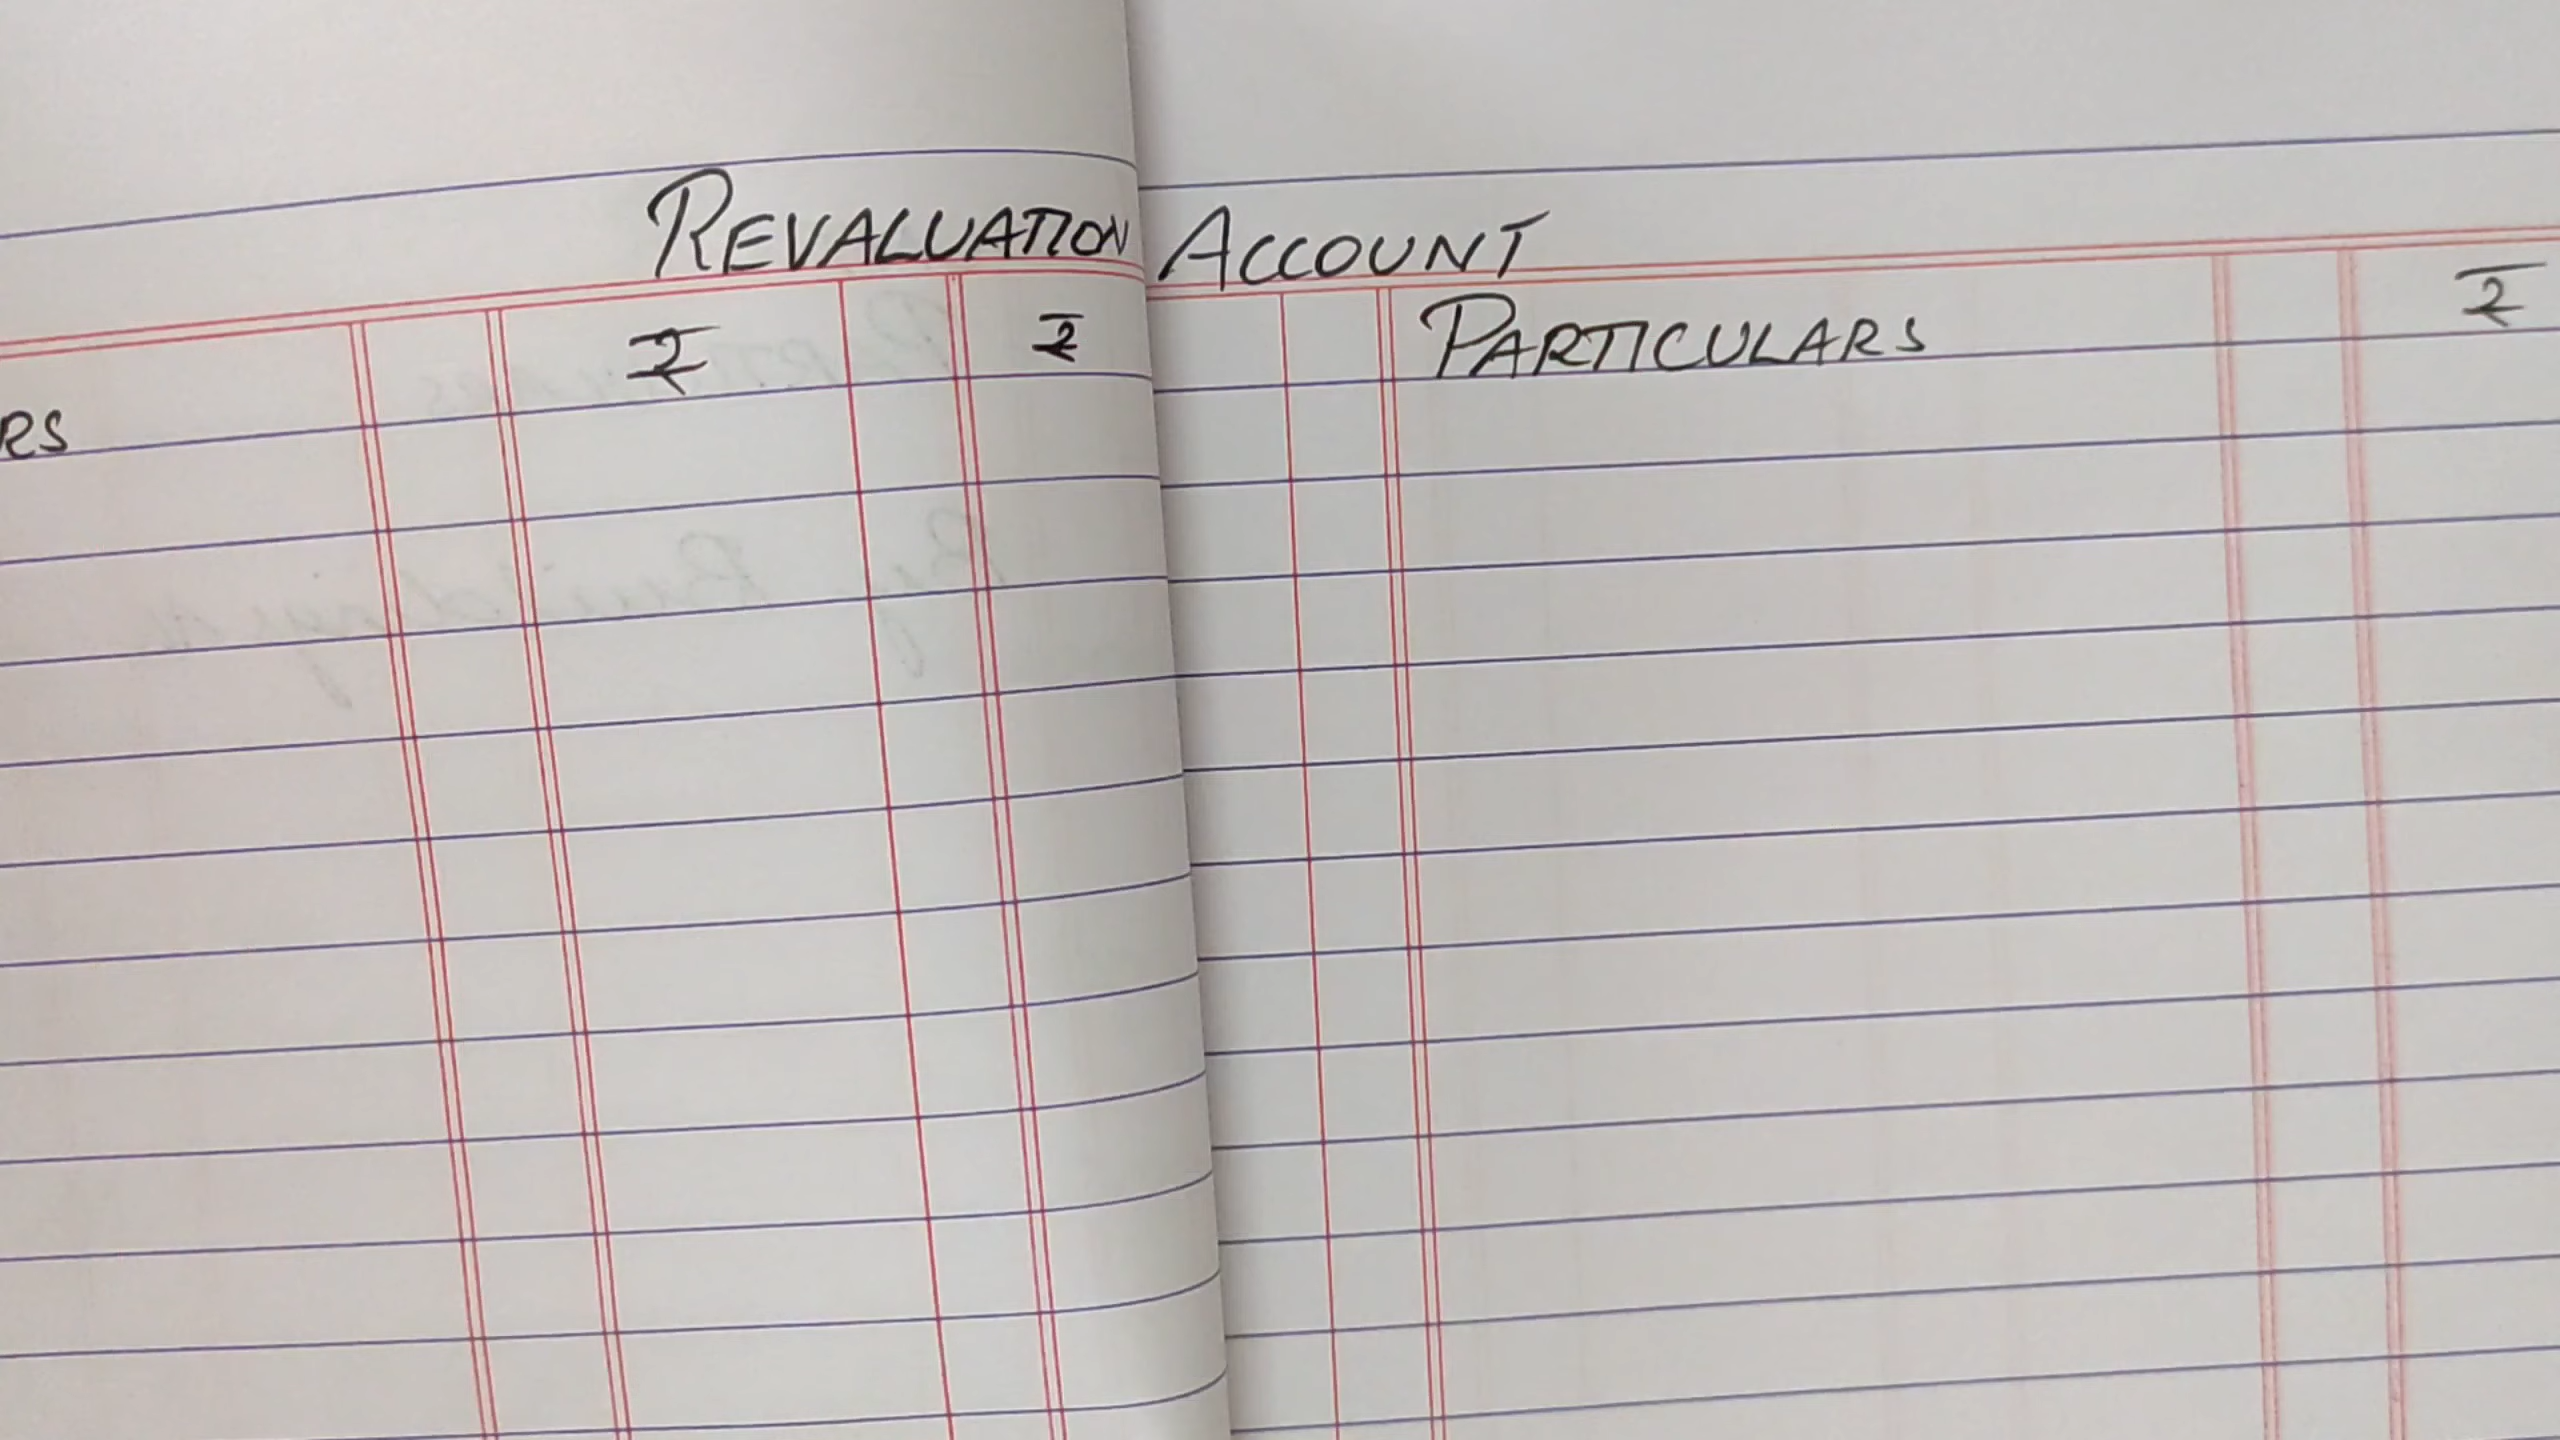 REVALUATION ACCOUNT
RS ₹ ₹ PARTICULARS ₹